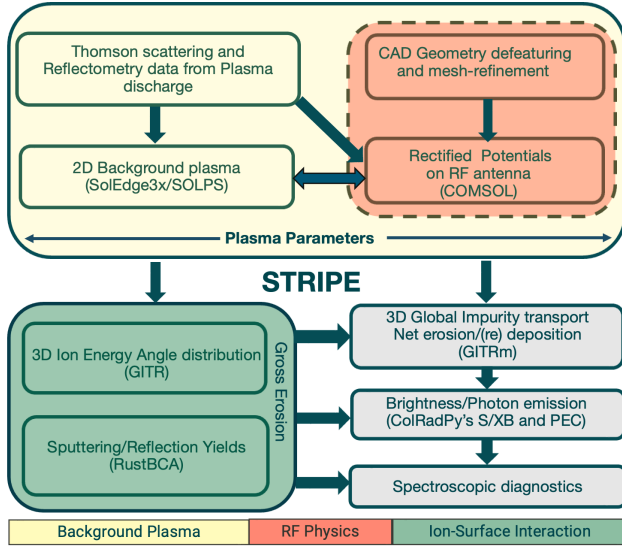 Thomson scattering and
Reflectometry data from Plasma
discharge
CAD Geometry defeaturing
and mesh-refinement
2D Background plasma
(SolEdge3x/SOLPS)
Rectified Potentials
on RF antenna
(COMSOL)
Plasma Parameters
STRIPE
3D Ion Energy Angle distribution
(GITR)
Sputtering/Reflection Yields
(RustBCA)
Gross Erosion
3D Global Impurity transport
Net erosion/(re) deposition
(GITRm)
Brightness/Photon emission
(ColRadPy's S/XB and PEC)
Spectroscopic diagnostics
Background Plasma
RF Physics
Ion-Surface Interaction